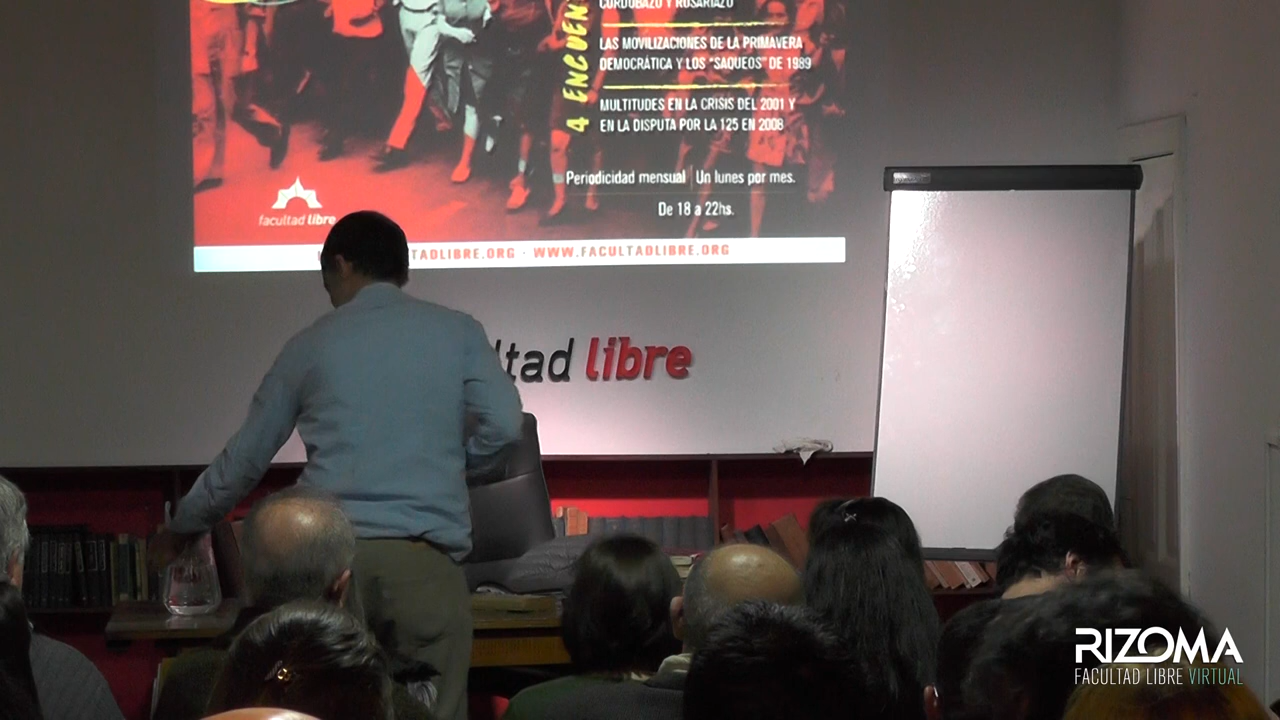 CORDOBAZO Y ROSARIAZO
4 ENCUEN
LAS MOVILIZACIONES DE LA PRIMAVERA
DEMOCRÁTICA Y LOS "SAQUEOS" DE 1989
MULTITUDES EN LA CRISIS DEL 2001 Y
EN LA DISPUTA POR LA 125 EN 2008
Periodicidad mensual | Un lunes por mes.
De 18 a 22hs.
facultad libre
TADLIBRE.ORG · WWW.FACULTADLIBRE.ORG
ltad libre
RIZOMA
FACULTAD LIBRE VIRTUAL